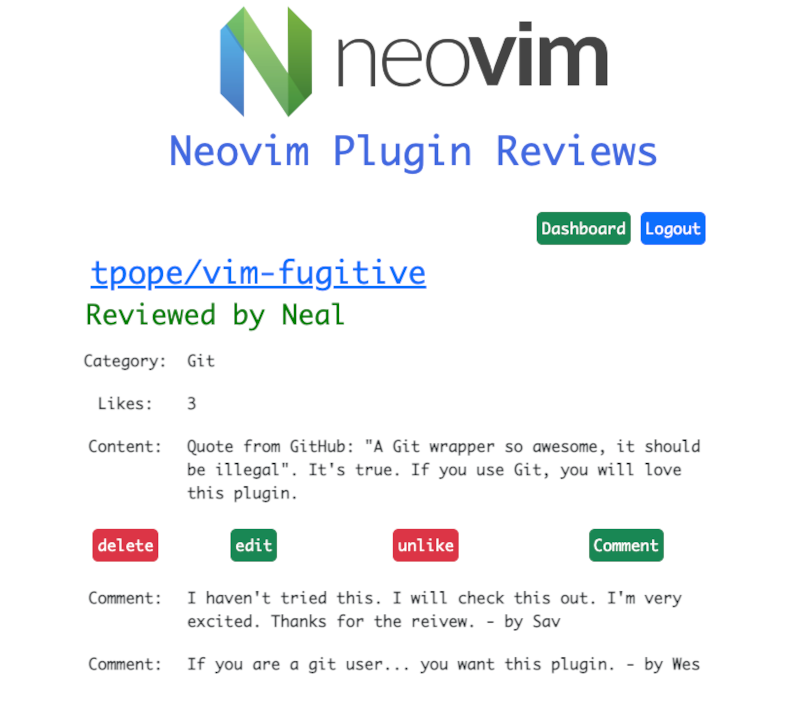 neovim
Neovim Plugin Reviews
Dashboard Logout
tpope/vim-fugitive
Reviewed by Neal
Category: Git
Likes: 3
Content: Quote from GitHub: "A Git wrapper so awesome, it should
be illegal". It's true. If you use Git, you will love
this plugin.
delete edit unlike Comment
Comment: I haven't tried this. I will check this out. I'm very
excited. Thanks for the reivew. - by Sav
Comment: If you are a git user... you want this plugin. - by Wes